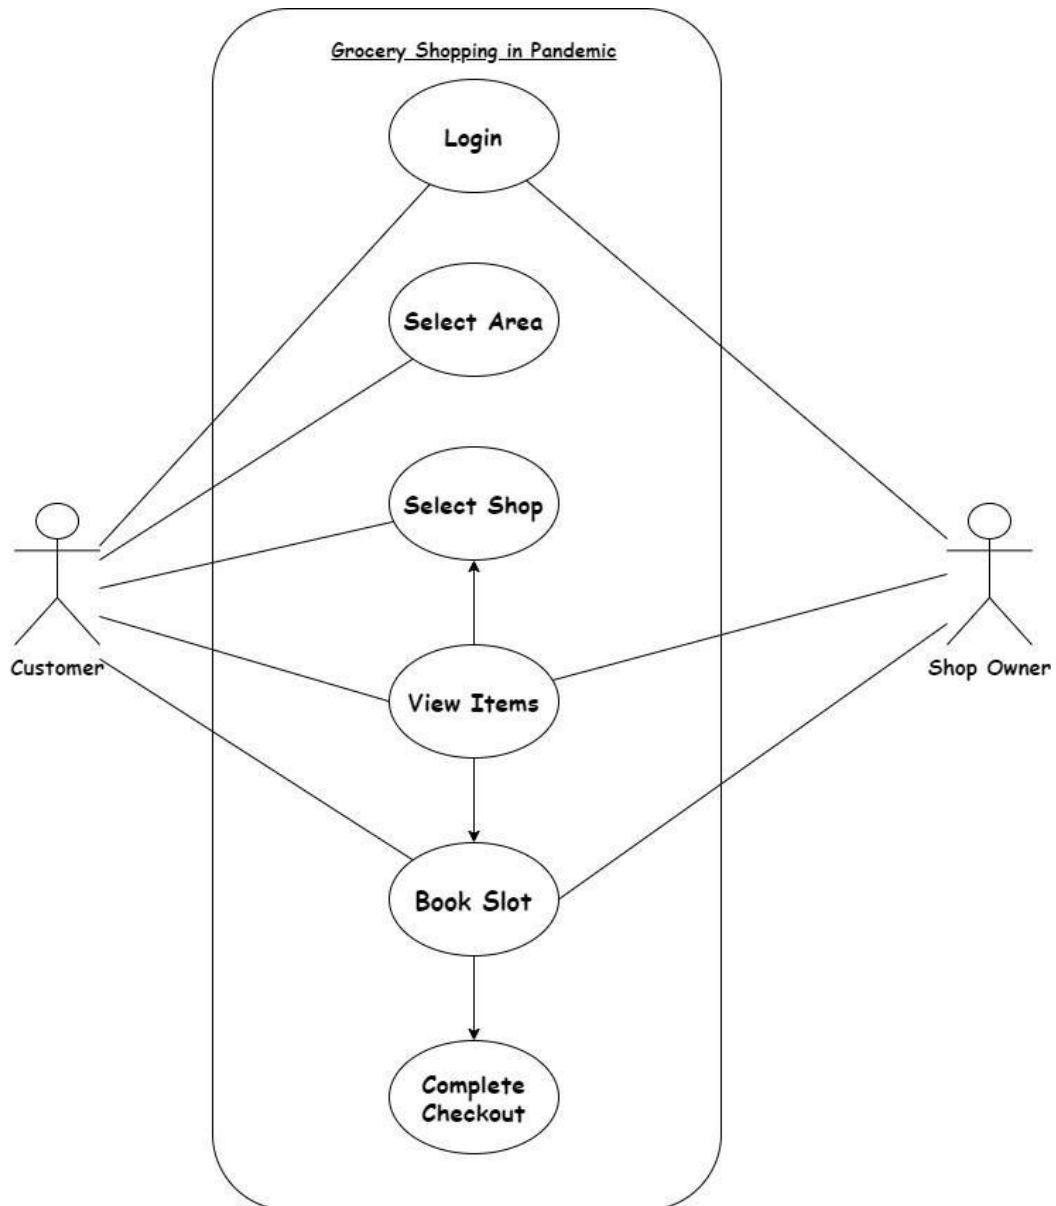 Grocery Shopping in Pandemic
Login
Select Area
Select Shop
Customer
Shop Owner
View Items
Book Slot
Complete
Checkout